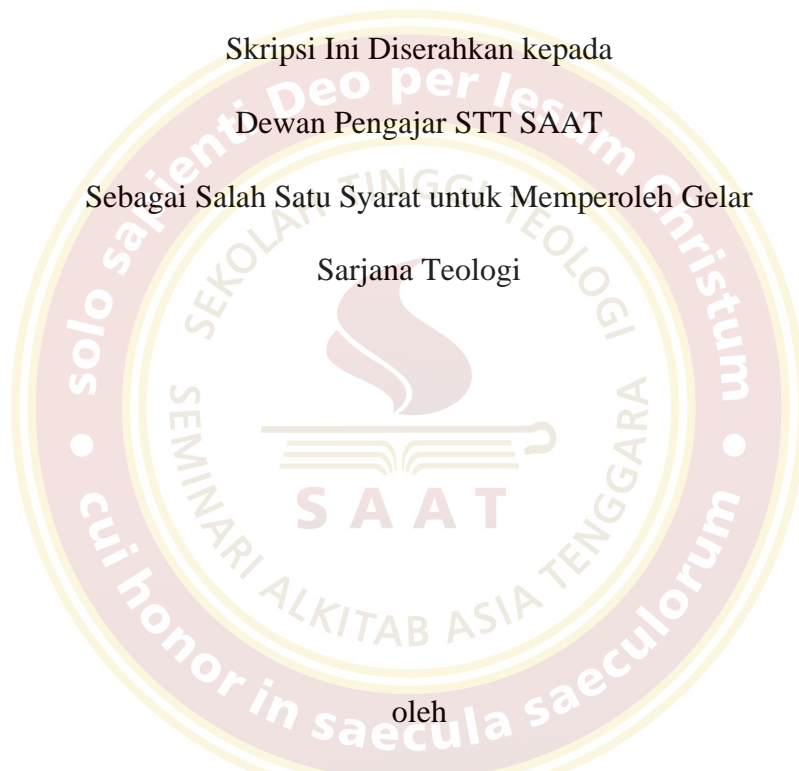 Skripsi Ini Diserahkan kepada
Dewan Pengajar STT SAAT
Sebagai Salah Satu Syarat untuk Memperoleh Gelar
Sarjana Teologi
oleh
solo sapienti Deo per Iesum Christum
cui honor in saecula saeculorum
SEKOLAH TINGGI TEOLOGI
SEMINARI ALKITAB ASIA TENGGARA
SAAT